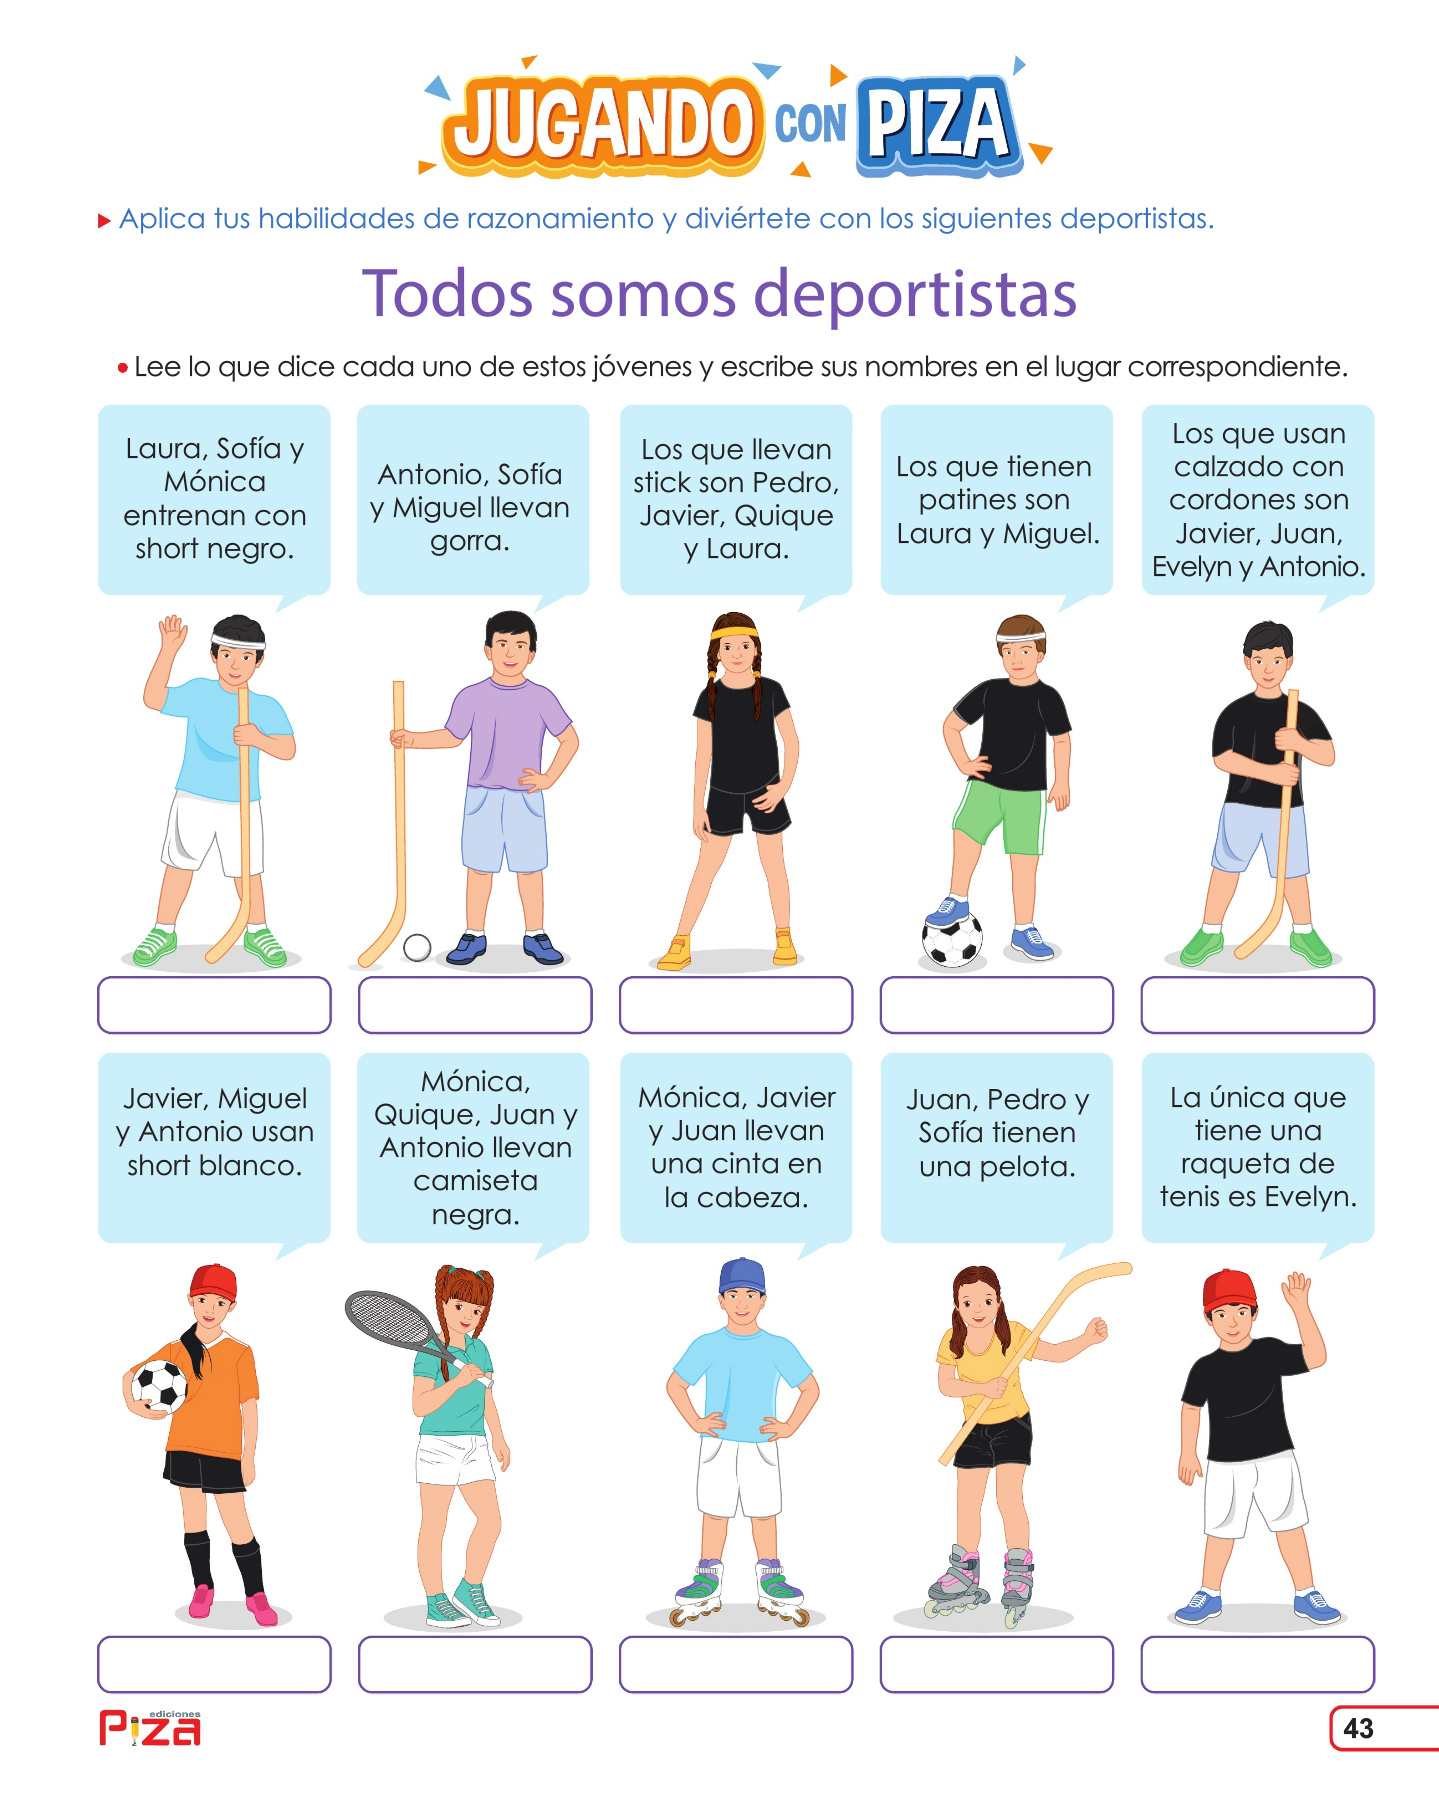 JUGANDO CON PIZA
Aplica tus habilidades de razonamiento y diviértete con los siguientes deportistas.
Todos somos deportistas
• Lee lo que dice cada uno de estos jóvenes y escribe sus nombres en el lugar correspondiente.
Laura, Sofía y
Mónica
entrenan con
short negro.
Antonio, Sofía
y Miguel llevan
gorra.
Los que llevan
stick son Pedro,
Javier, Quique
y Laura.
Los que tienen
patines son
Laura y Miguel.
Los que usan
calzado con
cordones son
Javier, Juan,
Evelyn y Antonio.
Javier, Miguel
y Antonio usan
short blanco.
Mónica,
Quique, Juan y
Antonio llevan
camiseta
negra.
Mónica, Javier
y Juan llevan
una cinta en
la cabeza.
Juan, Pedro y
Sofía tienen
una pelota.
La única que
tiene una
raqueta de
tenis es Evelyn.
ediciones
Piza
43